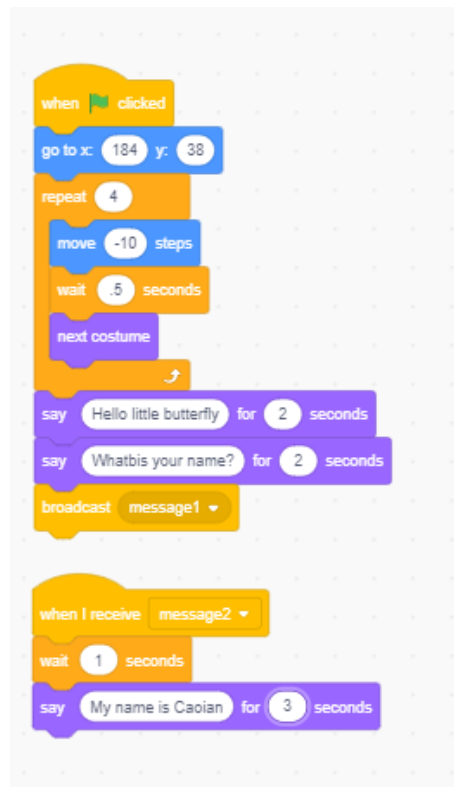 when clicked
go to x: 184 y: 38
repeat 4
move -10 steps
wait .5 seconds
next costume
say Hello little butterfly for 2 seconds
say Whatbis your name? for 2 seconds
broadcast message1
when I receive message2
wait 1 seconds
say My name is Caoian for 3 seconds